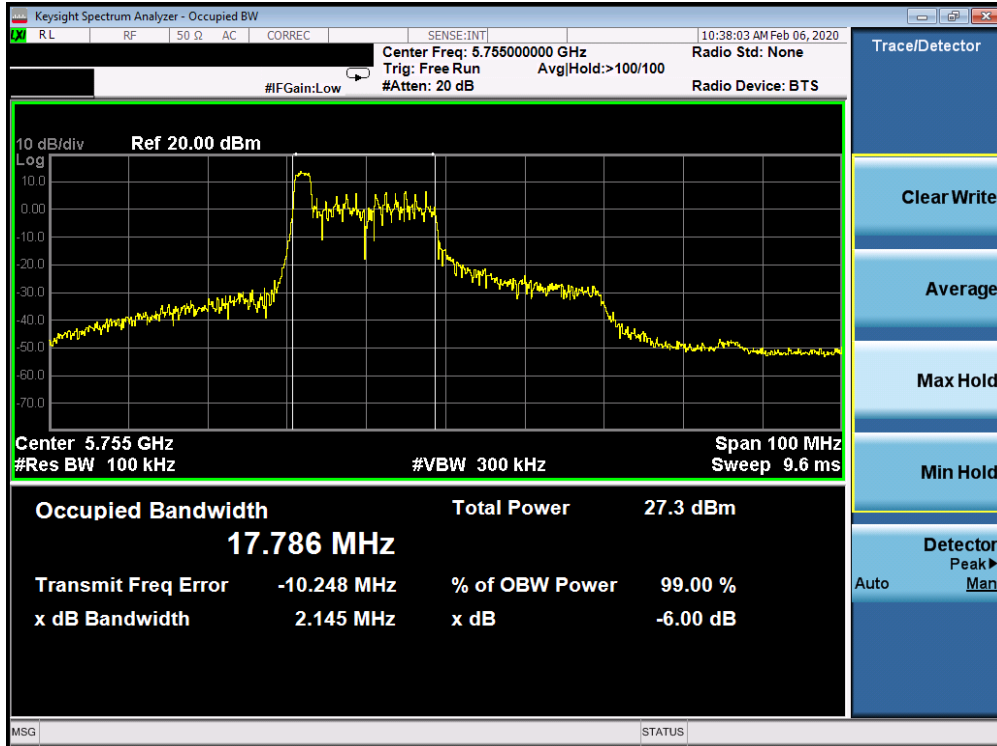 Keysight Spectrum Analyzer - Occupied BW
LXI RL RF 50 Ω AC CORREC SENSE:INT 10:38:03 AM Feb 06, 2020
Center Freq: 5.755000000 GHz Radio Std: None
Trig: Free Run Avg|Hold:>100/100
#IFGain:Low #Atten: 20 dB Radio Device: BTS
Trace/Detector
10 dB/div Ref 20.00 dBm
Log
10.0
0.00
-10.0
-20.0
-30.0
-40.0
-50.0
-60.0
-70.0
Center 5.755 GHz Span 100 MHz
#Res BW 100 kHz #VBW 300 kHz Sweep 9.6 ms
Occupied Bandwidth Total Power 27.3 dBm
17.786 MHz
Transmit Freq Error -10.248 MHz % of OBW Power 99.00 %
x dB Bandwidth 2.145 MHz x dB -6.00 dB
Clear Write
Average
Max Hold
Min Hold
Detector
Peak▶
Auto Man
MSG STATUS